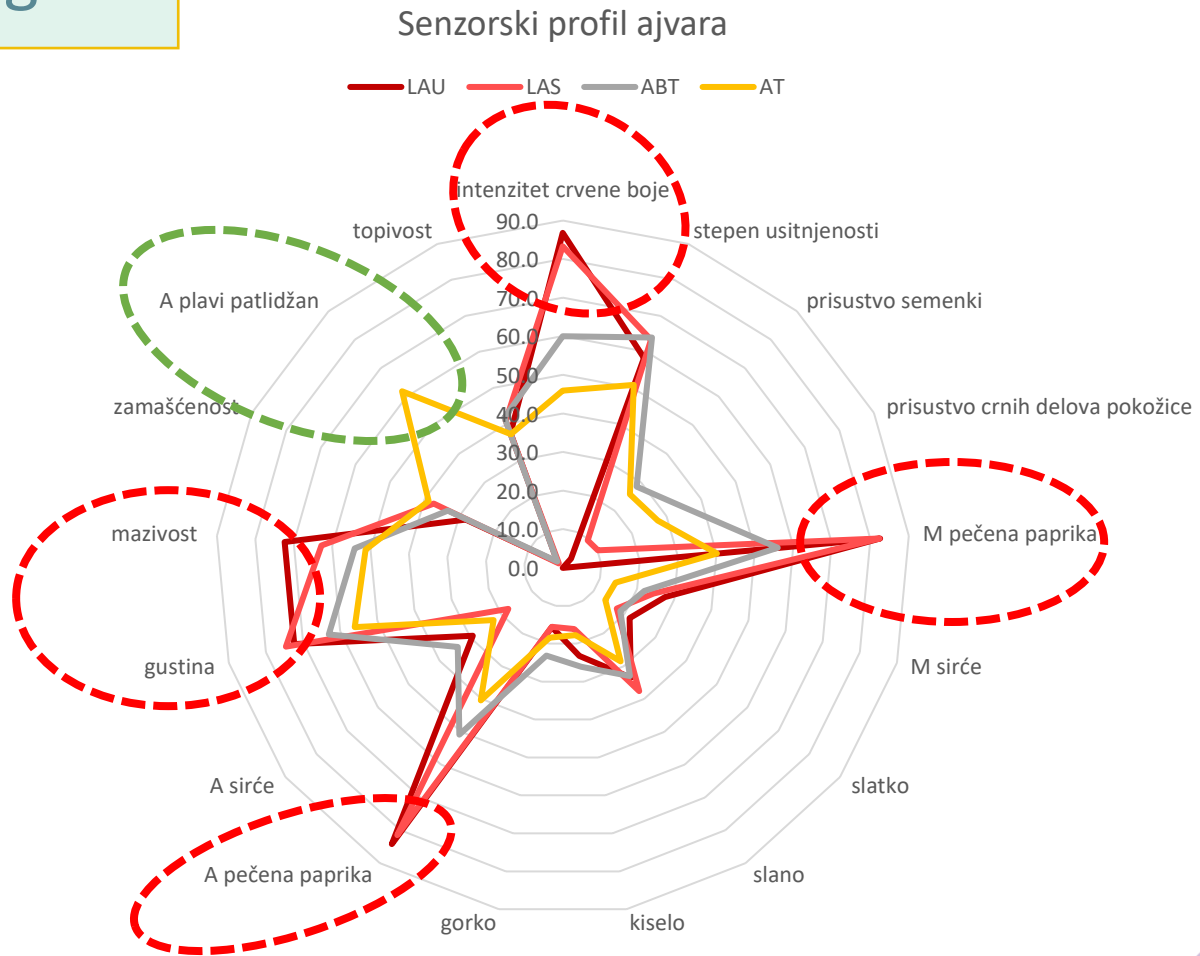 g
Senzorski profil ajvara
LAU LAS ABT AT
intenzitet crvene boje
stepen usitnjenosti
prisustvo semenki
prisustvo crnih delova pokožice
M pečena paprika
M sirće
slatko
slano
kiselo
gorko
A pečena paprika
A sirće
gustina
mazivost
zamašćenost
A plavi patlidžan
topivost
90.0
80.0
70.0
60.0
50.0
40.0
30.0
20.0
10.0
0.0